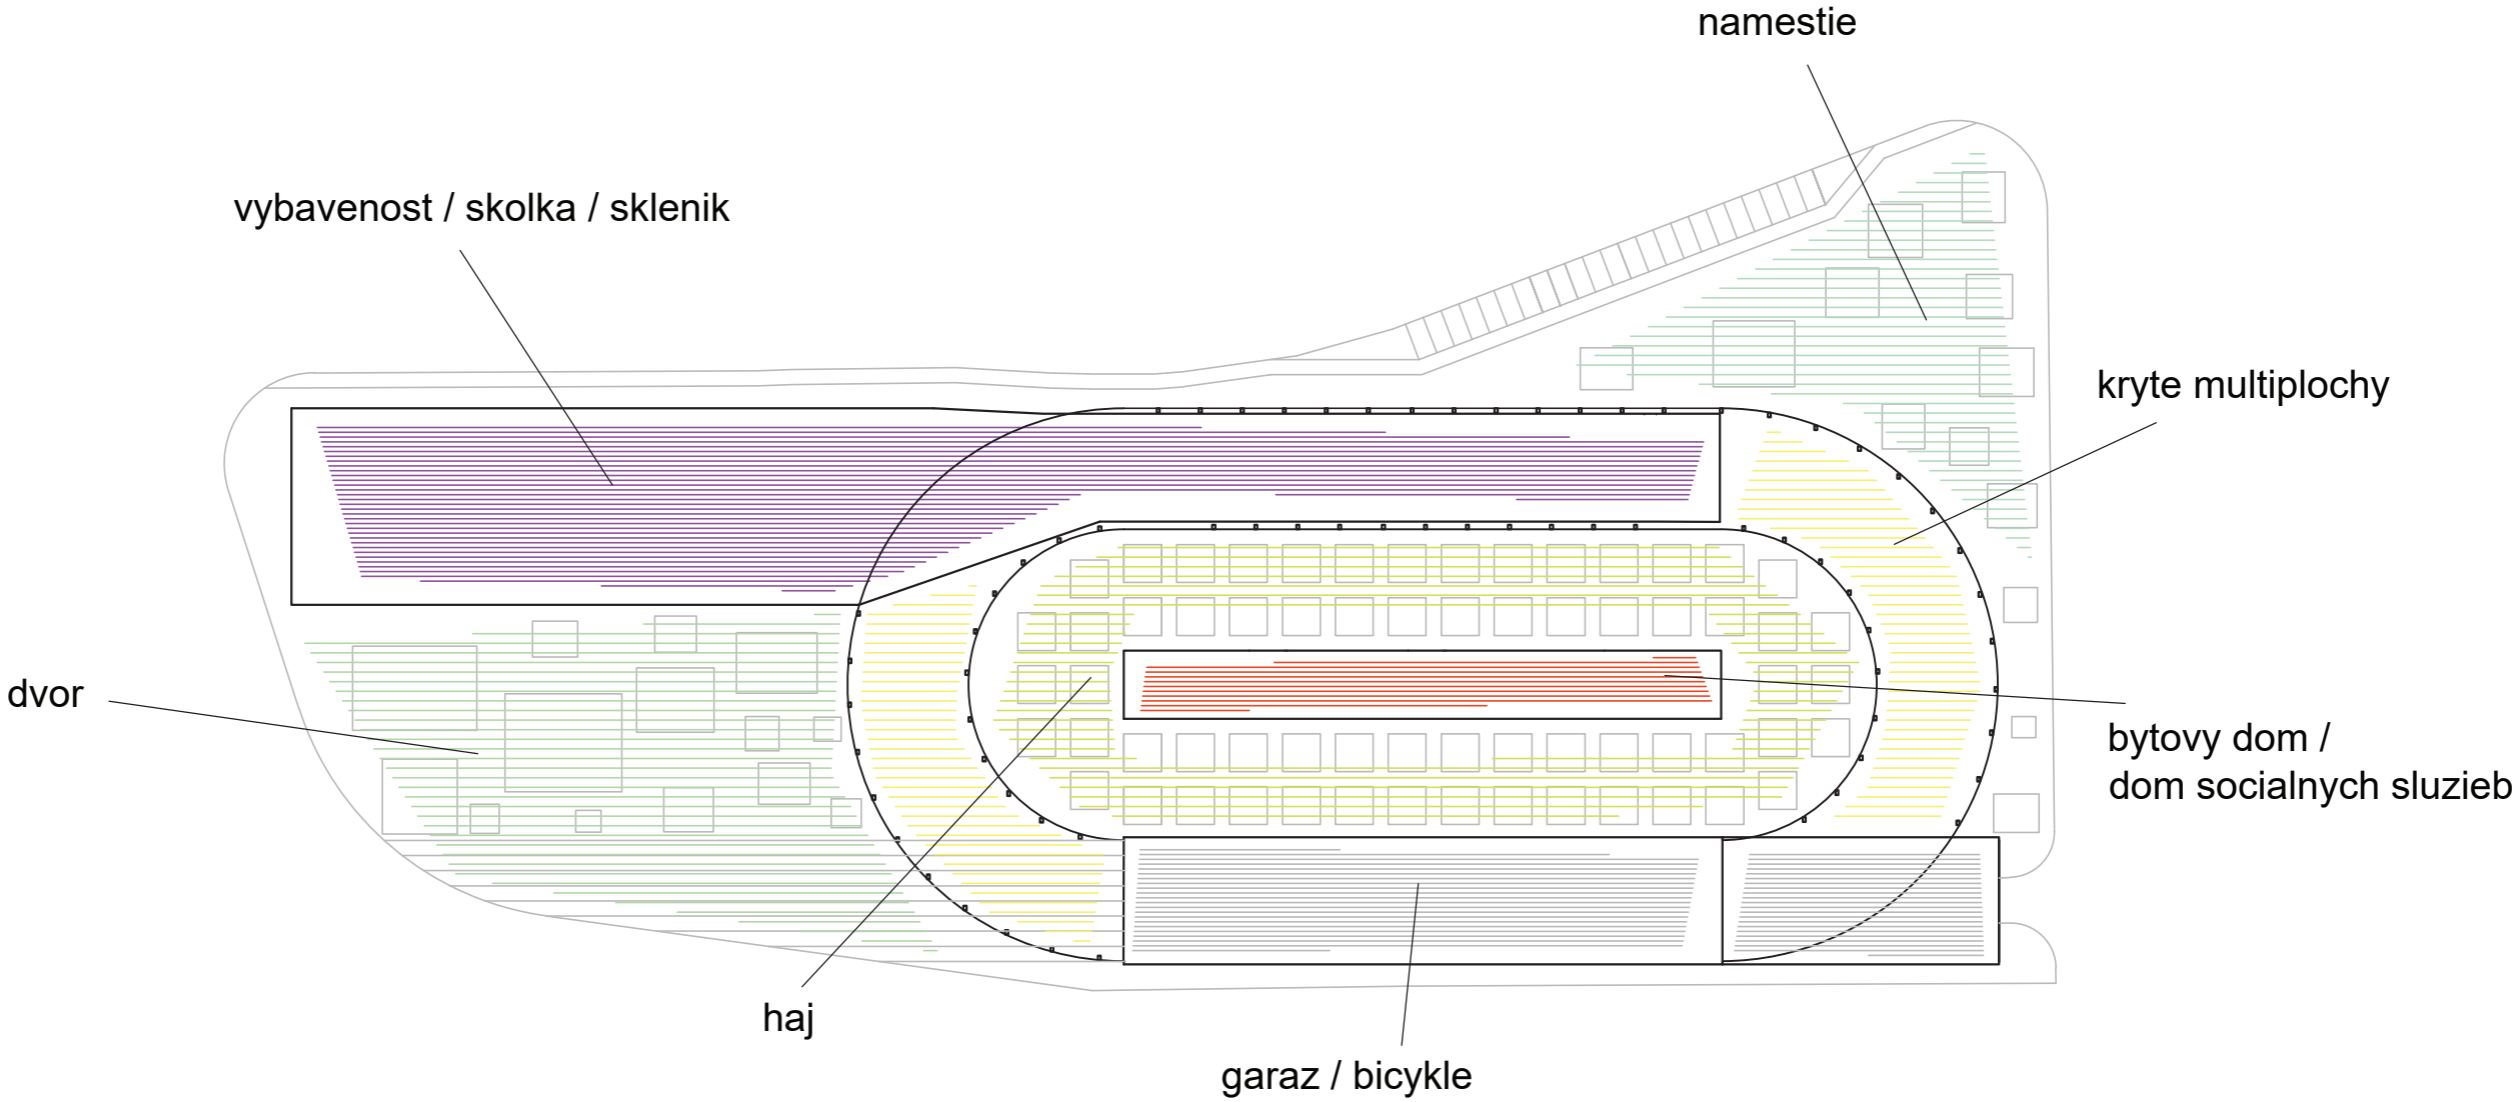 namestie
vybavenost / skolka / sklenik
kryte multiplochy
dvor
bytovy dom /
dom socialnych sluzieb
haj
garaz / bicykle